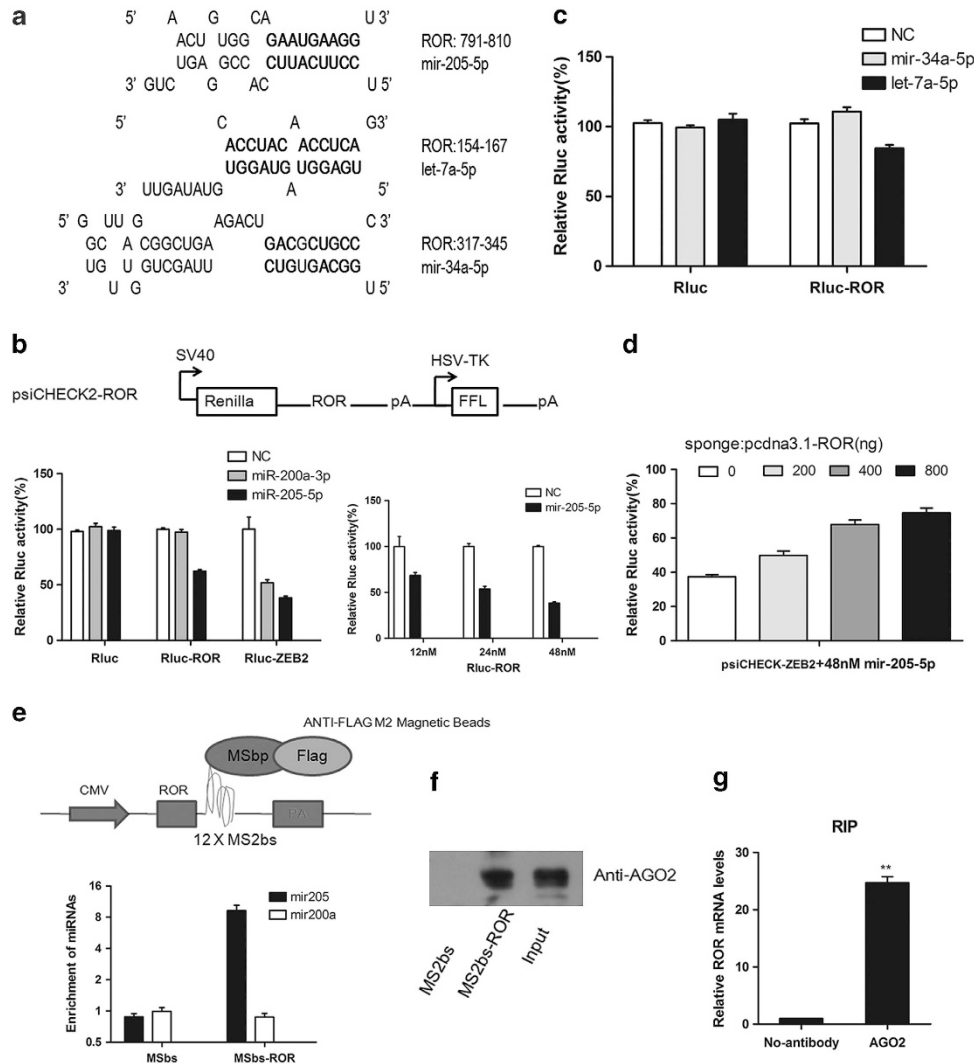 a
5' A G CA U 3'
ACU UGG GAAUGAAGG ROR: 791-810
UGA GCC CUUACUUCC mir-205-5p
3' GUC G AC U 5'
5' C A G3'
ACCUAC ACCUCA ROR:154-167
UGGAUG UGGAGU let-7a-5p
3' UUGAUAUG A 5'
5' G UU G AGACU C 3'
GC A CGGCUGA GACGCUGCC ROR:317-345
UG U GUCGAUU CUGUGACGG mir-34a-5p
3' U G U 5'
c
NC
mir-34a-5p
let-7a-5p
Relative Rluc activity(%)
150
100
50
0
Rluc Rluc-ROR
b
SV40 HSV-TK
psiCHECK2-ROR Renilla ROR pA FFL pA
NC
miR-200a-3p
miR-205-5p
Relative Rluc activity(%)
150
100
50
0
Rluc Rluc-ROR Rluc-ZEB2
NC
mir-205-5p
Relative Rluc activity(%)
150
100
50
0
12nM 24nM 48nM
Rluc-ROR
d
sponge:pcdna3.1-ROR(ng)
0 200 400 800
Relative Rluc activity(%)
100
80
60
40
20
0
psiCHECK-ZEB2+48nM mir-205-5p
e
ANTI-FLAG M2 Magnetic Beads
MSbp Flag
CMV ROR PA
12 X MS2bs
mir205
mir200a
Enrichment of miRNAs
16
8
4
2
1
0.5
MSbs MSbs-ROR
f
Anti-AGO2
MS2bs
MS2bs-ROR
Input
g
RIP
Relative ROR mRNA levels
30
20
10
0
**
No-antibody AGO2